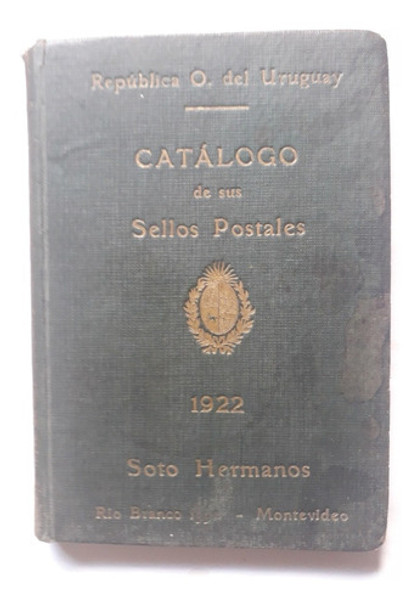 República O. del Uruguay
CATÁLOGO
de sus
Sellos Postales
1922
Soto Hermanos
Rio Branco - Montevideo